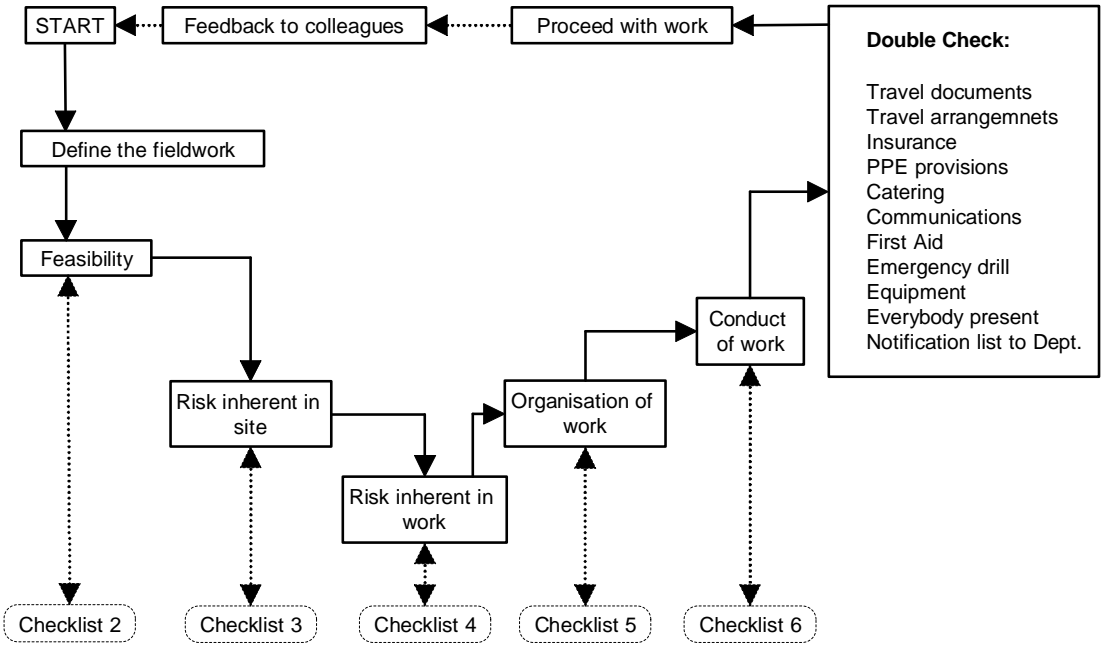 START
Feedback to colleagues
Proceed with work
Double Check:
Travel documents
Travel arrangemnets
Insurance
PPE provisions
Catering
Communications
First Aid
Emergency drill
Equipment
Everybody present
Notification list to Dept.
Define the fieldwork
Feasibility
Conduct
of work
Risk inherent in
site
Organisation of
work
Risk inherent in
work
Checklist 2
Checklist 3
Checklist 4
Checklist 5
Checklist 6